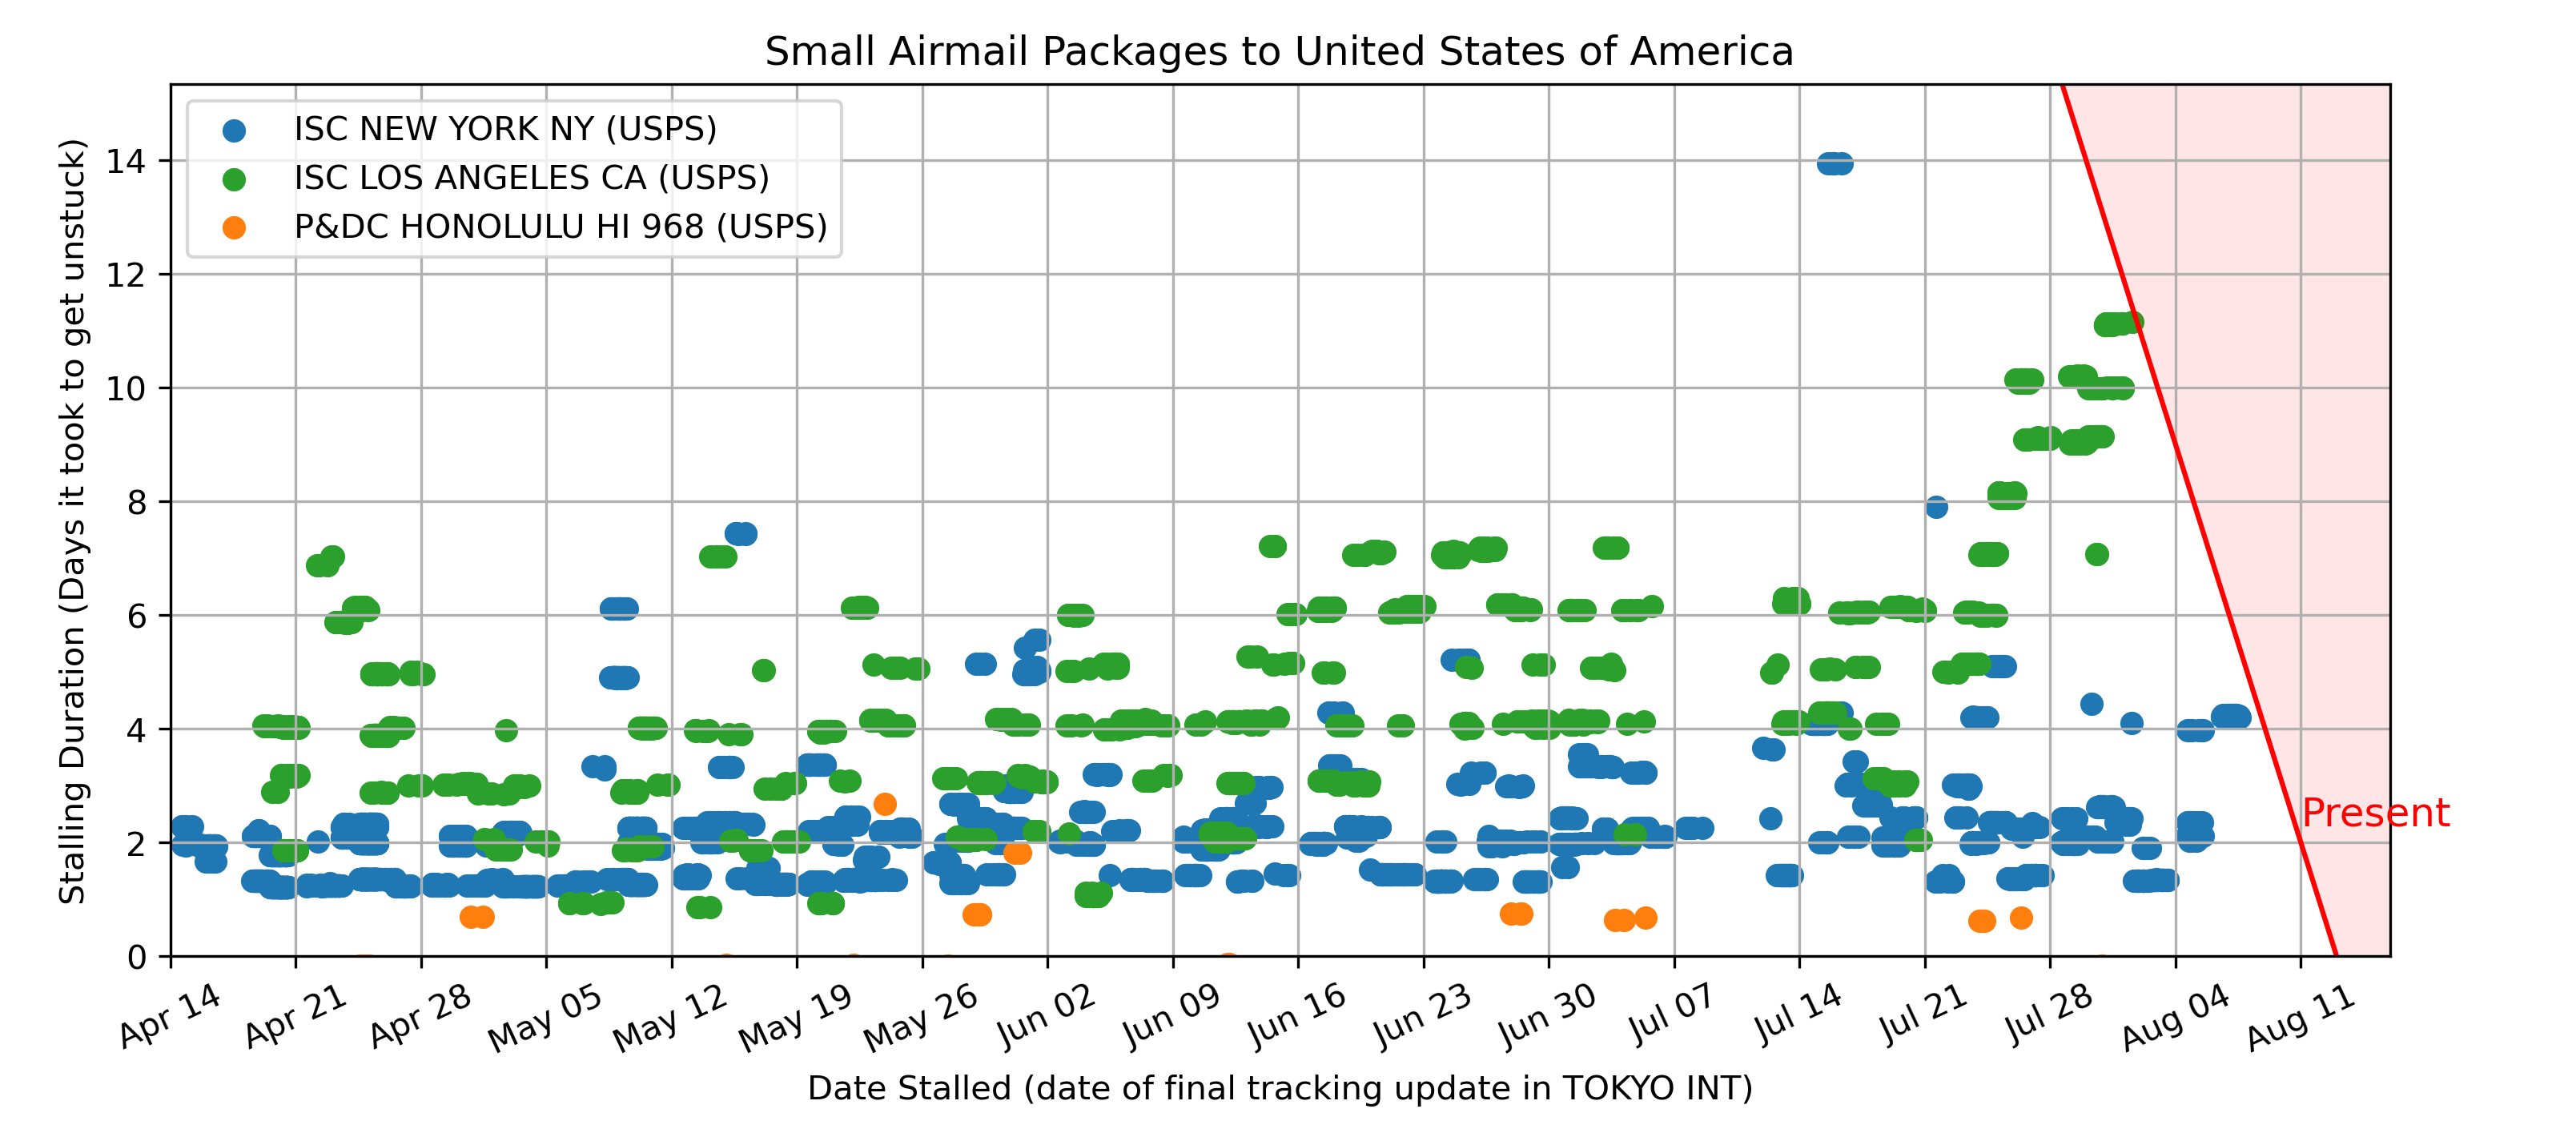 Small Airmail Packages to United States of America
ISC NEW YORK NY (USPS)
ISC LOS ANGELES CA (USPS)
P&DC HONOLULU HI 968 (USPS)
Stalling Duration (Days it took to get unstuck)
14
12
10
8
6
4
2
0
Present
Apr 14
Apr 21
Apr 28
May 05
May 12
May 19
May 26
Jun 02
Jun 09
Jun 16
Jun 23
Jun 30
Jul 07
Jul 14
Jul 21
Jul 28
Aug 04
Aug 11
Date Stalled (date of final tracking update in TOKYO INT)